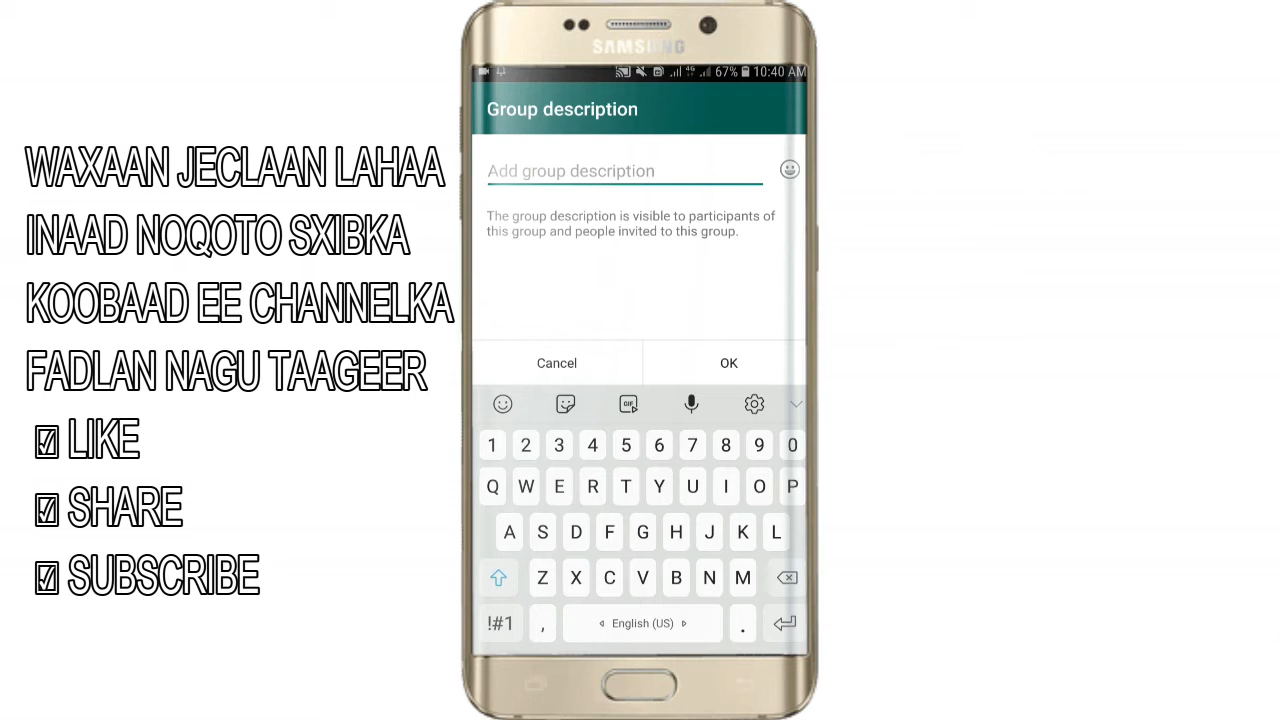 WAXAAN JECLAAN LAHAA
INAAD NOQOTO SXIBKA
KOOBAAD EE CHANNELKA
FADLAN NAGU TAAGEER
☑ LIKE
☑ SHARE
☑ SUBSCRIBE
SAMSUNG
4G 67% 10:40 AM
Group description
Add group description
The group description is visible to participants of
this group and people invited to this group.
Cancel OK
GIF
1 2 3 4 5 6 7 8 9 0
Q W E R T Y U I O P
A S D F G H J K L
Z X C V B N M
!#1 , English (US) .